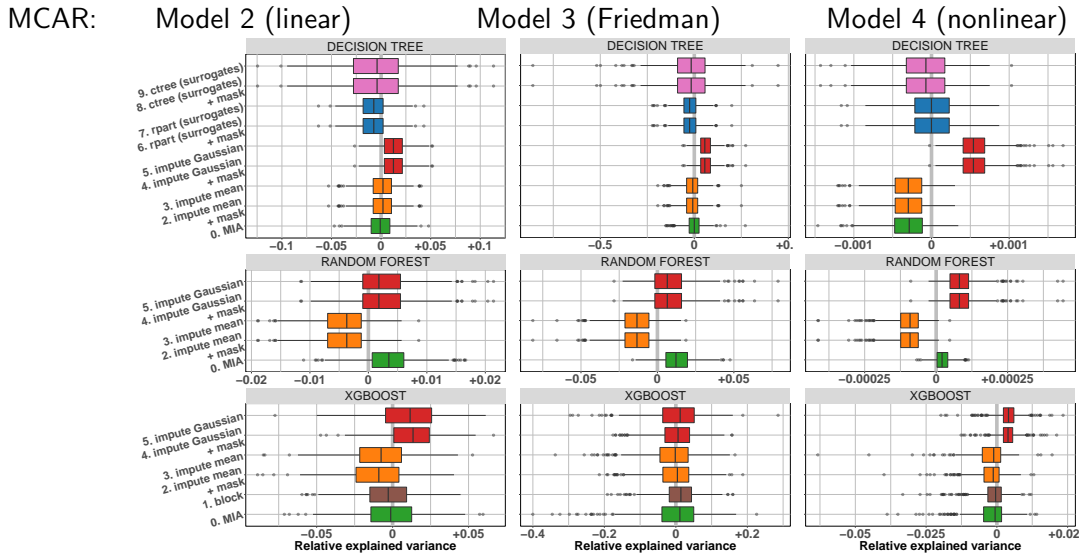 MCAR: Model 2 (linear) Model 3 (Friedman) Model 4 (nonlinear)
DECISION TREE DECISION TREE DECISION TREE
9. ctree (surrogates)
8. ctree (surrogates)
+ mask
7. rpart (surrogates)
6. rpart (surrogates)
+ mask
5. impute Gaussian
4. impute Gaussian
+ mask
3. impute mean
2. impute mean
+ mask
0. MIA
−0.1 −0.05 0 +0.05 +0.1 −0.5 0 +0. −0.001 0 +0.001
RANDOM FOREST RANDOM FOREST RANDOM FOREST
5. impute Gaussian
4. impute Gaussian
+ mask
3. impute mean
2. impute mean
+ mask
0. MIA
−0.02 −0.01 0 +0.01 +0.02 −0.05 0 +0.05 −0.00025 0 +0.00025
XGBOOST XGBOOST XGBOOST
5. impute Gaussian
4. impute Gaussian
+ mask
3. impute mean
2. impute mean
+ mask
1. block
0. MIA
−0.05 0 +0.05 −0.4 −0.2 0 +0.2 −0.05 −0.025 0 +0.02
Relative explained variance Relative explained variance Relative explained variance